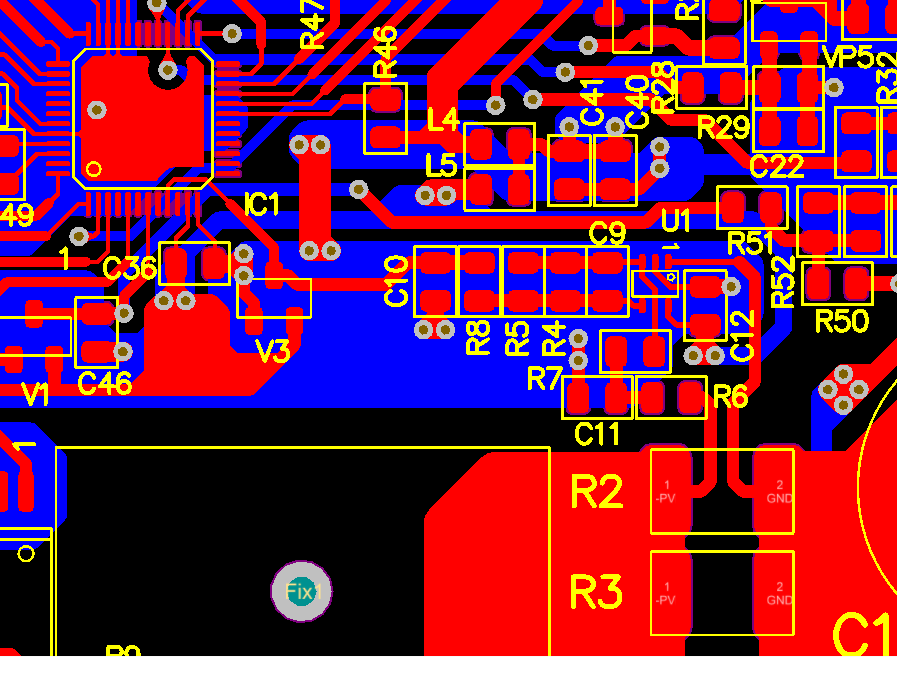 R47
R46
L4
L5
C41
C40
R28
R29
C22
VP5
R32
49
IC1
1
C36
C10
C9
U1
1
R51
R52
R50
C46
V1
V3
R8
R5
R4
R7
C12
C11
R6
1
R2
1
-PV
2
GND
Fix1
R3
1
-PV
2
GND
C1